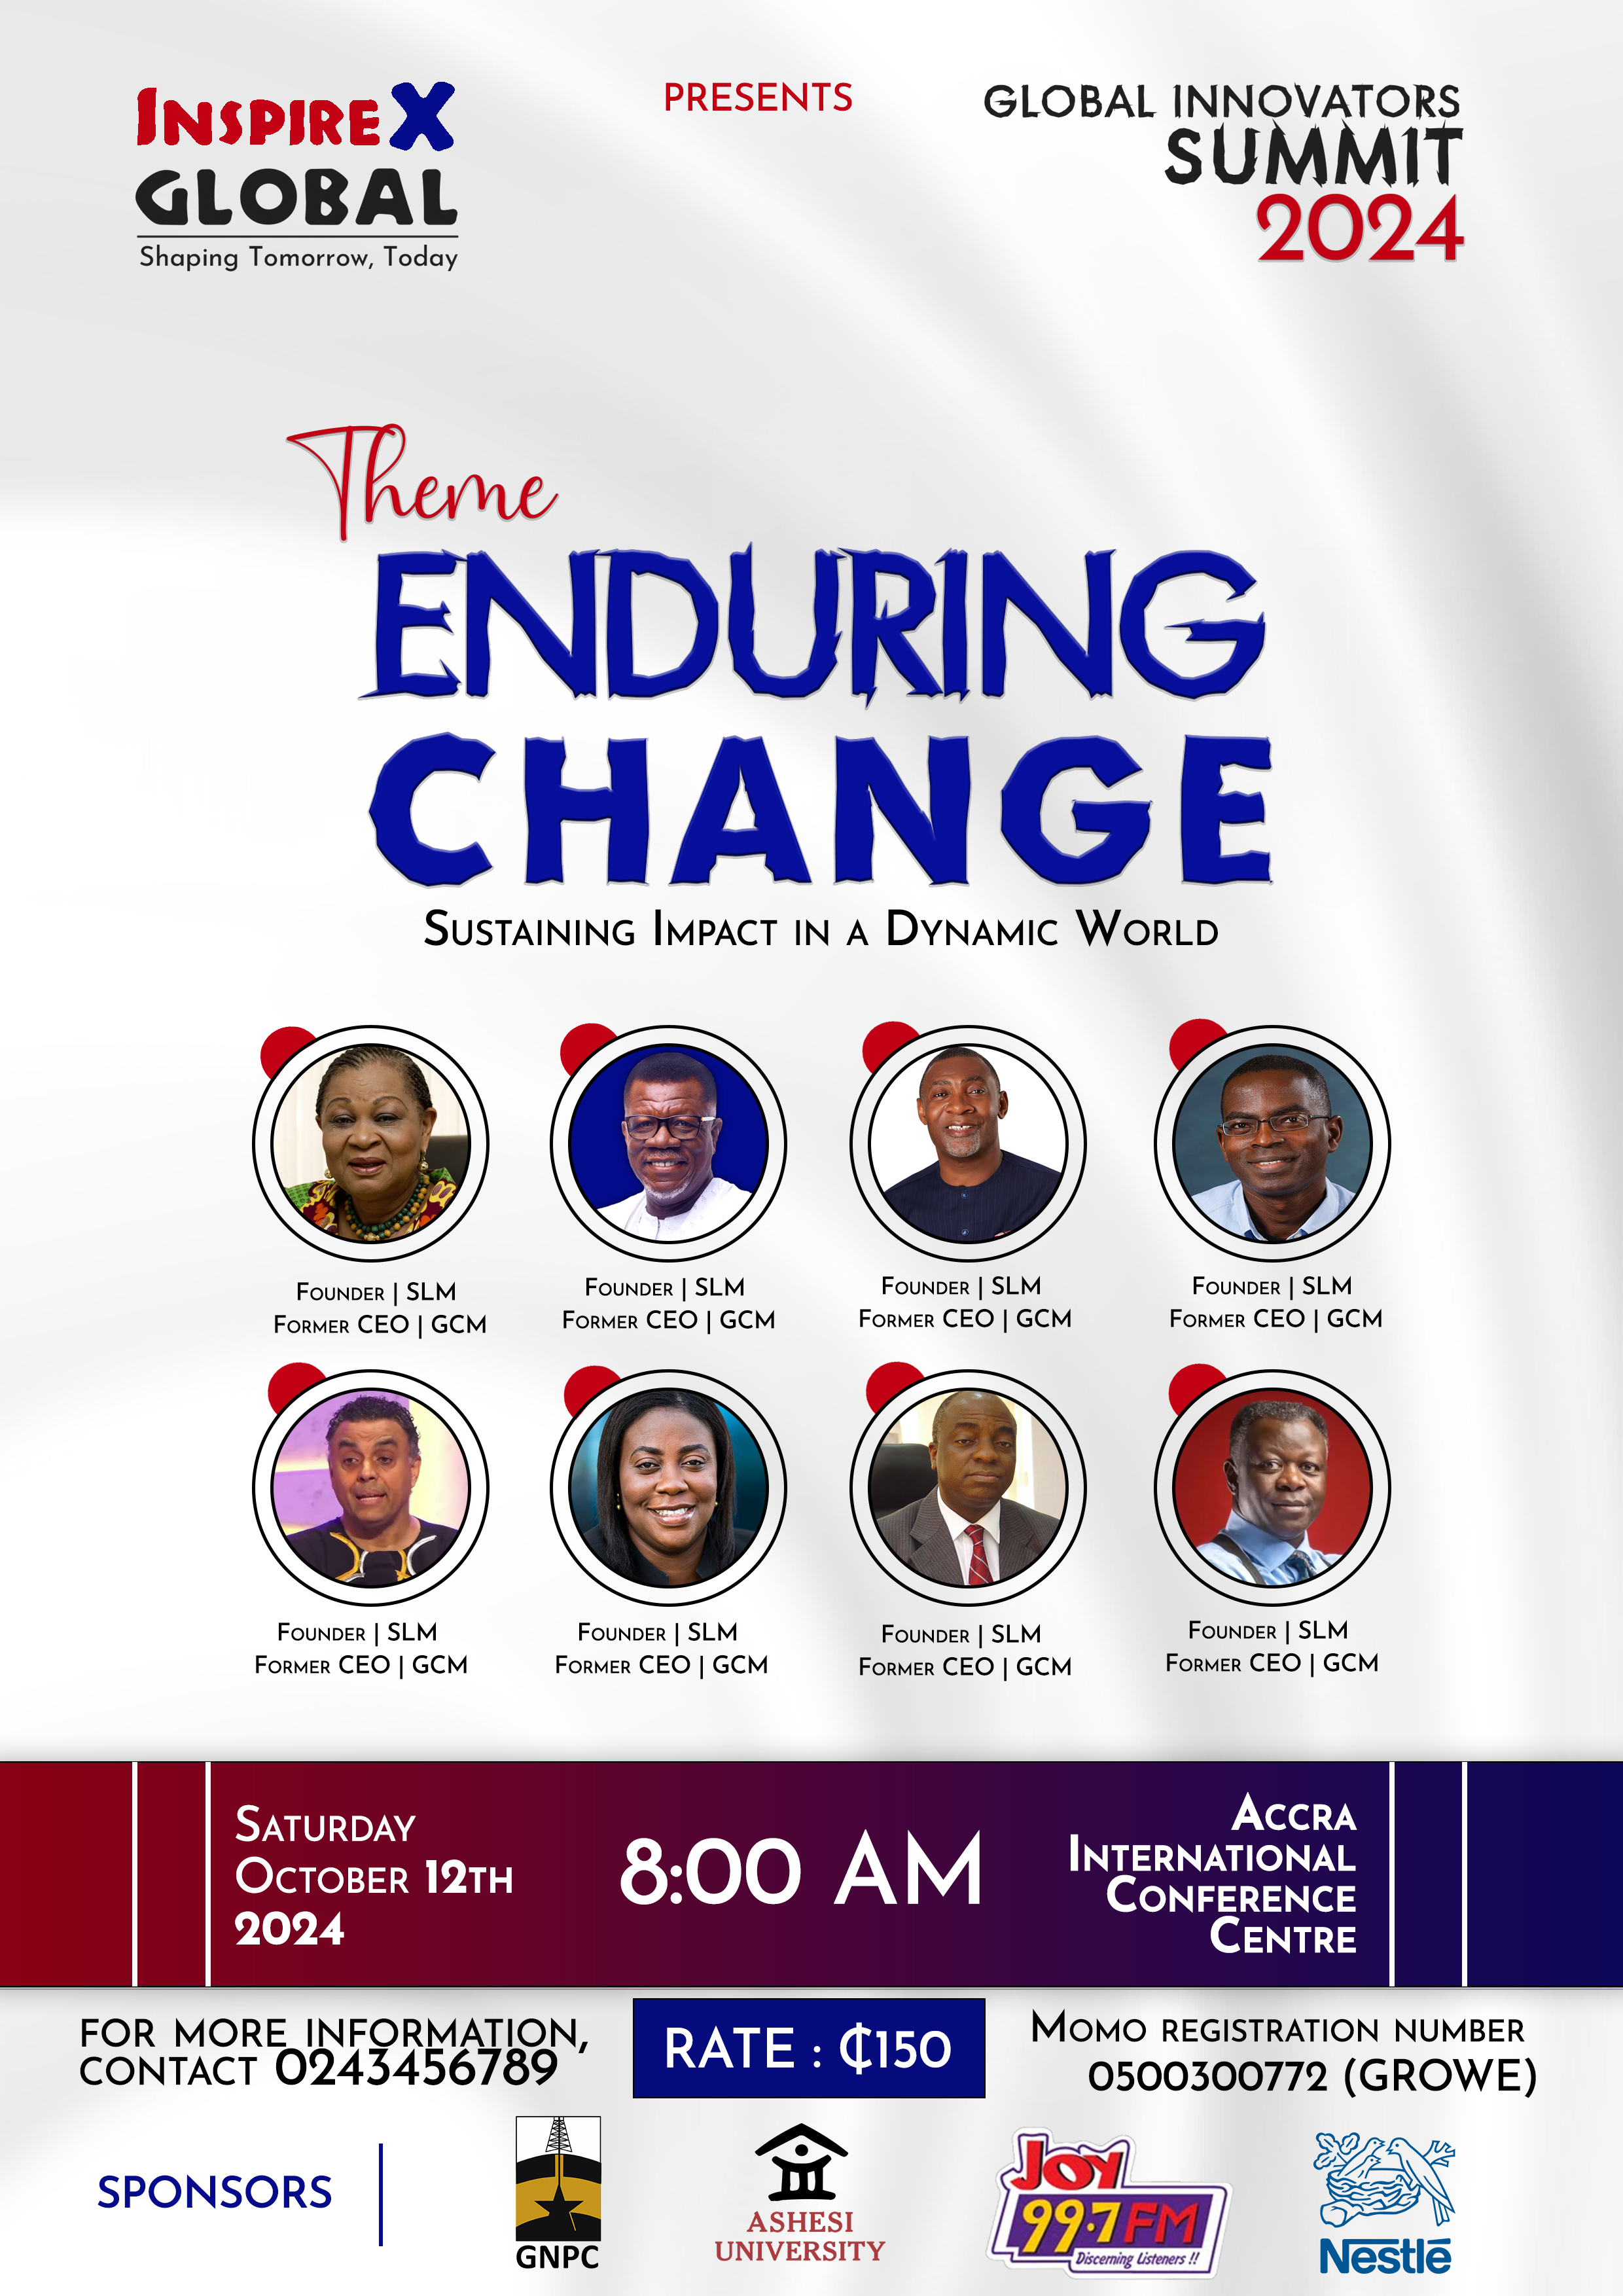 INSPIREX
GLOBAL
Shaping Tomorrow, Today
PRESENTS
GLOBAL INNOVATORS
SUMMIT
2024
Theme
ENDURING
CHANGE
SUSTAINING IMPACT IN A DYNAMIC WORLD
FOUNDER | SLM
FORMER CEO | GCM
FOUNDER | SLM
FORMER CEO | GCM
FOUNDER | SLM
FORMER CEO | GCM
FOUNDER | SLM
FORMER CEO | GCM
FOUNDER | SLM
FORMER CEO | GCM
FOUNDER | SLM
FORMER CEO | GCM
FOUNDER | SLM
FORMER CEO | GCM
FOUNDER | SLM
FORMER CEO | GCM
SATURDAY
OCTOBER 12TH
2024
8:00 AM
ACCRA
INTERNATIONAL
CONFERENCE
CENTRE
FOR MORE INFORMATION,
CONTACT 0243456789
RATE : ₵150
MOMO REGISTRATION NUMBER
0500300772 (GROWE)
SPONSORS
GNPC
ASHESI
UNIVERSITY
JOY
99.7 FM
Discerning Listeners !!
Nestlé